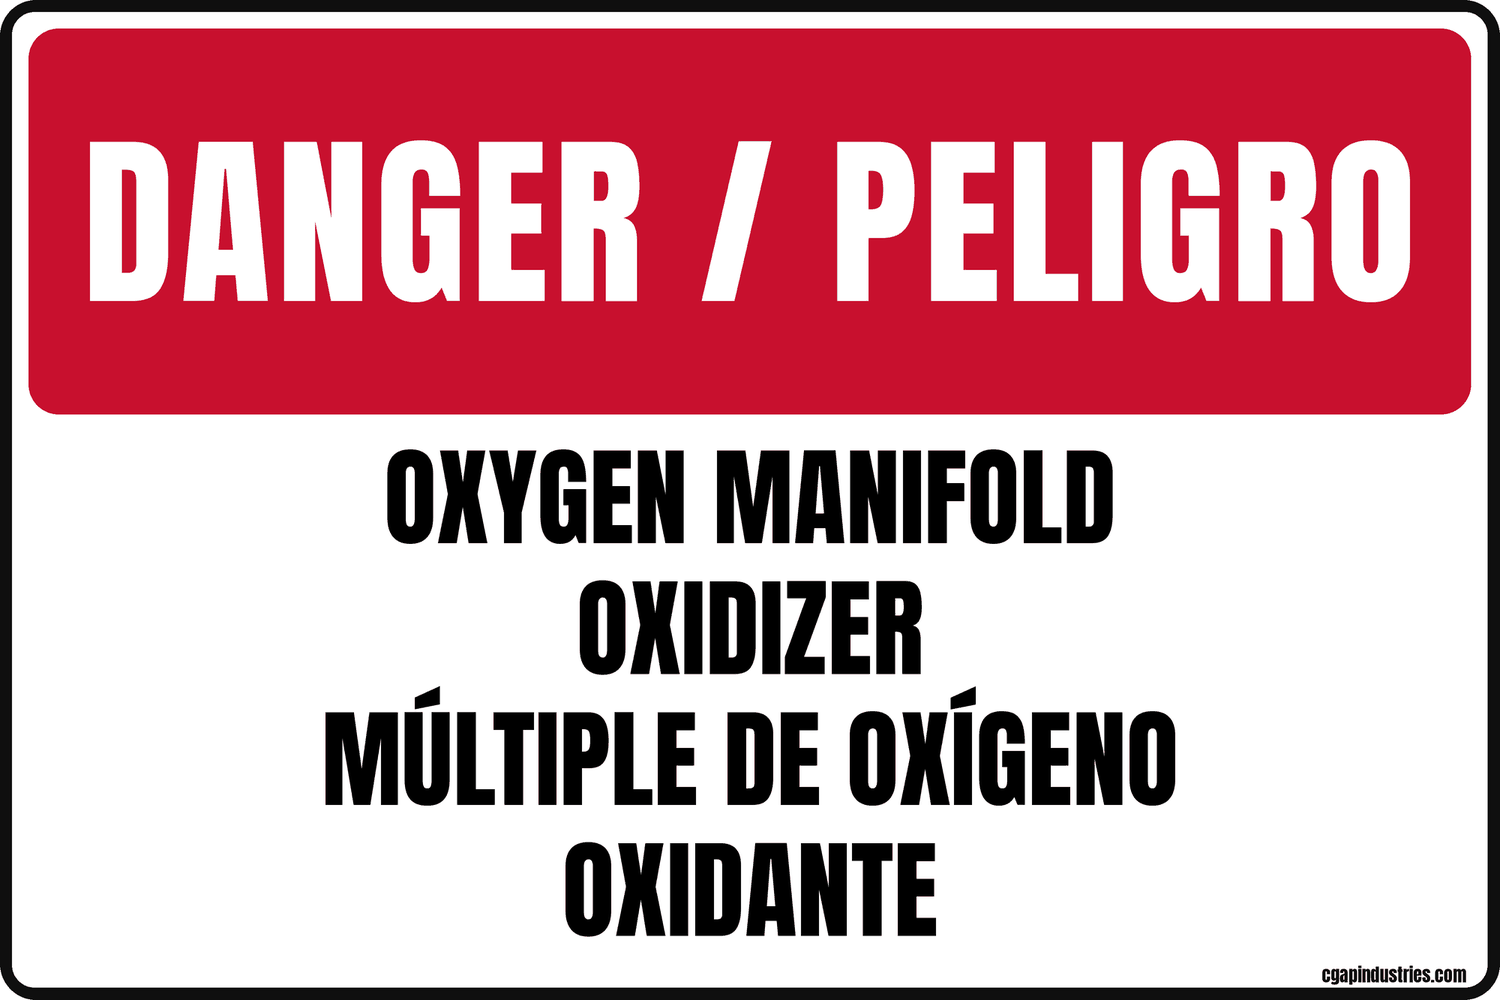 DANGER / PELIGRO
OXYGEN MANIFOLD
OXIDIZER
MÚLTIPLE DE OXÍGENO
OXIDANTE
cgapindustries.com